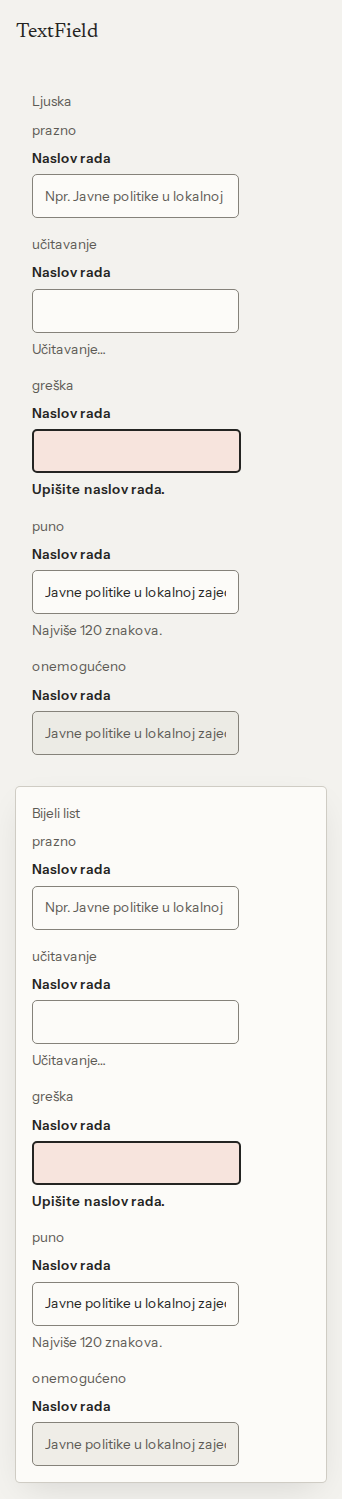 TextField
Ljuska
prazno
Naslov rada
Npr. Javne politike u lokalnoj
učitavanje
Naslov rada
Učitavanje…
greška
Naslov rada
Upišite naslov rada.
puno
Naslov rada
Javne politike u lokalnoj zajed
Najviše 120 znakova.
onemogućeno
Naslov rada
Javne politike u lokalnoj zajed
Bijeli list
prazno
Naslov rada
Npr. Javne politike u lokalnoj
učitavanje
Naslov rada
Učitavanje…
greška
Naslov rada
Upišite naslov rada.
puno
Naslov rada
Javne politike u lokalnoj zajed
Najviše 120 znakova.
onemogućeno
Naslov rada
Javne politike u lokalnoj zajed